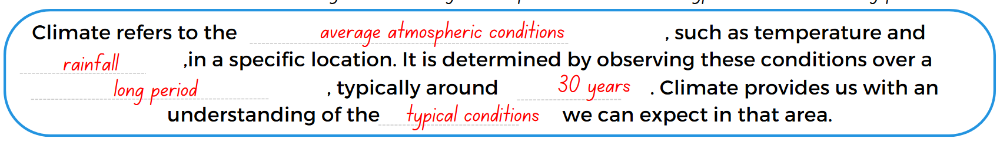 Climate refers to the average atmospheric conditions , such as temperature and
rainfall ,in a specific location. It is determined by observing these conditions over a
long period , typically around 30 years . Climate provides us with an
understanding of the typical conditions we can expect in that area.